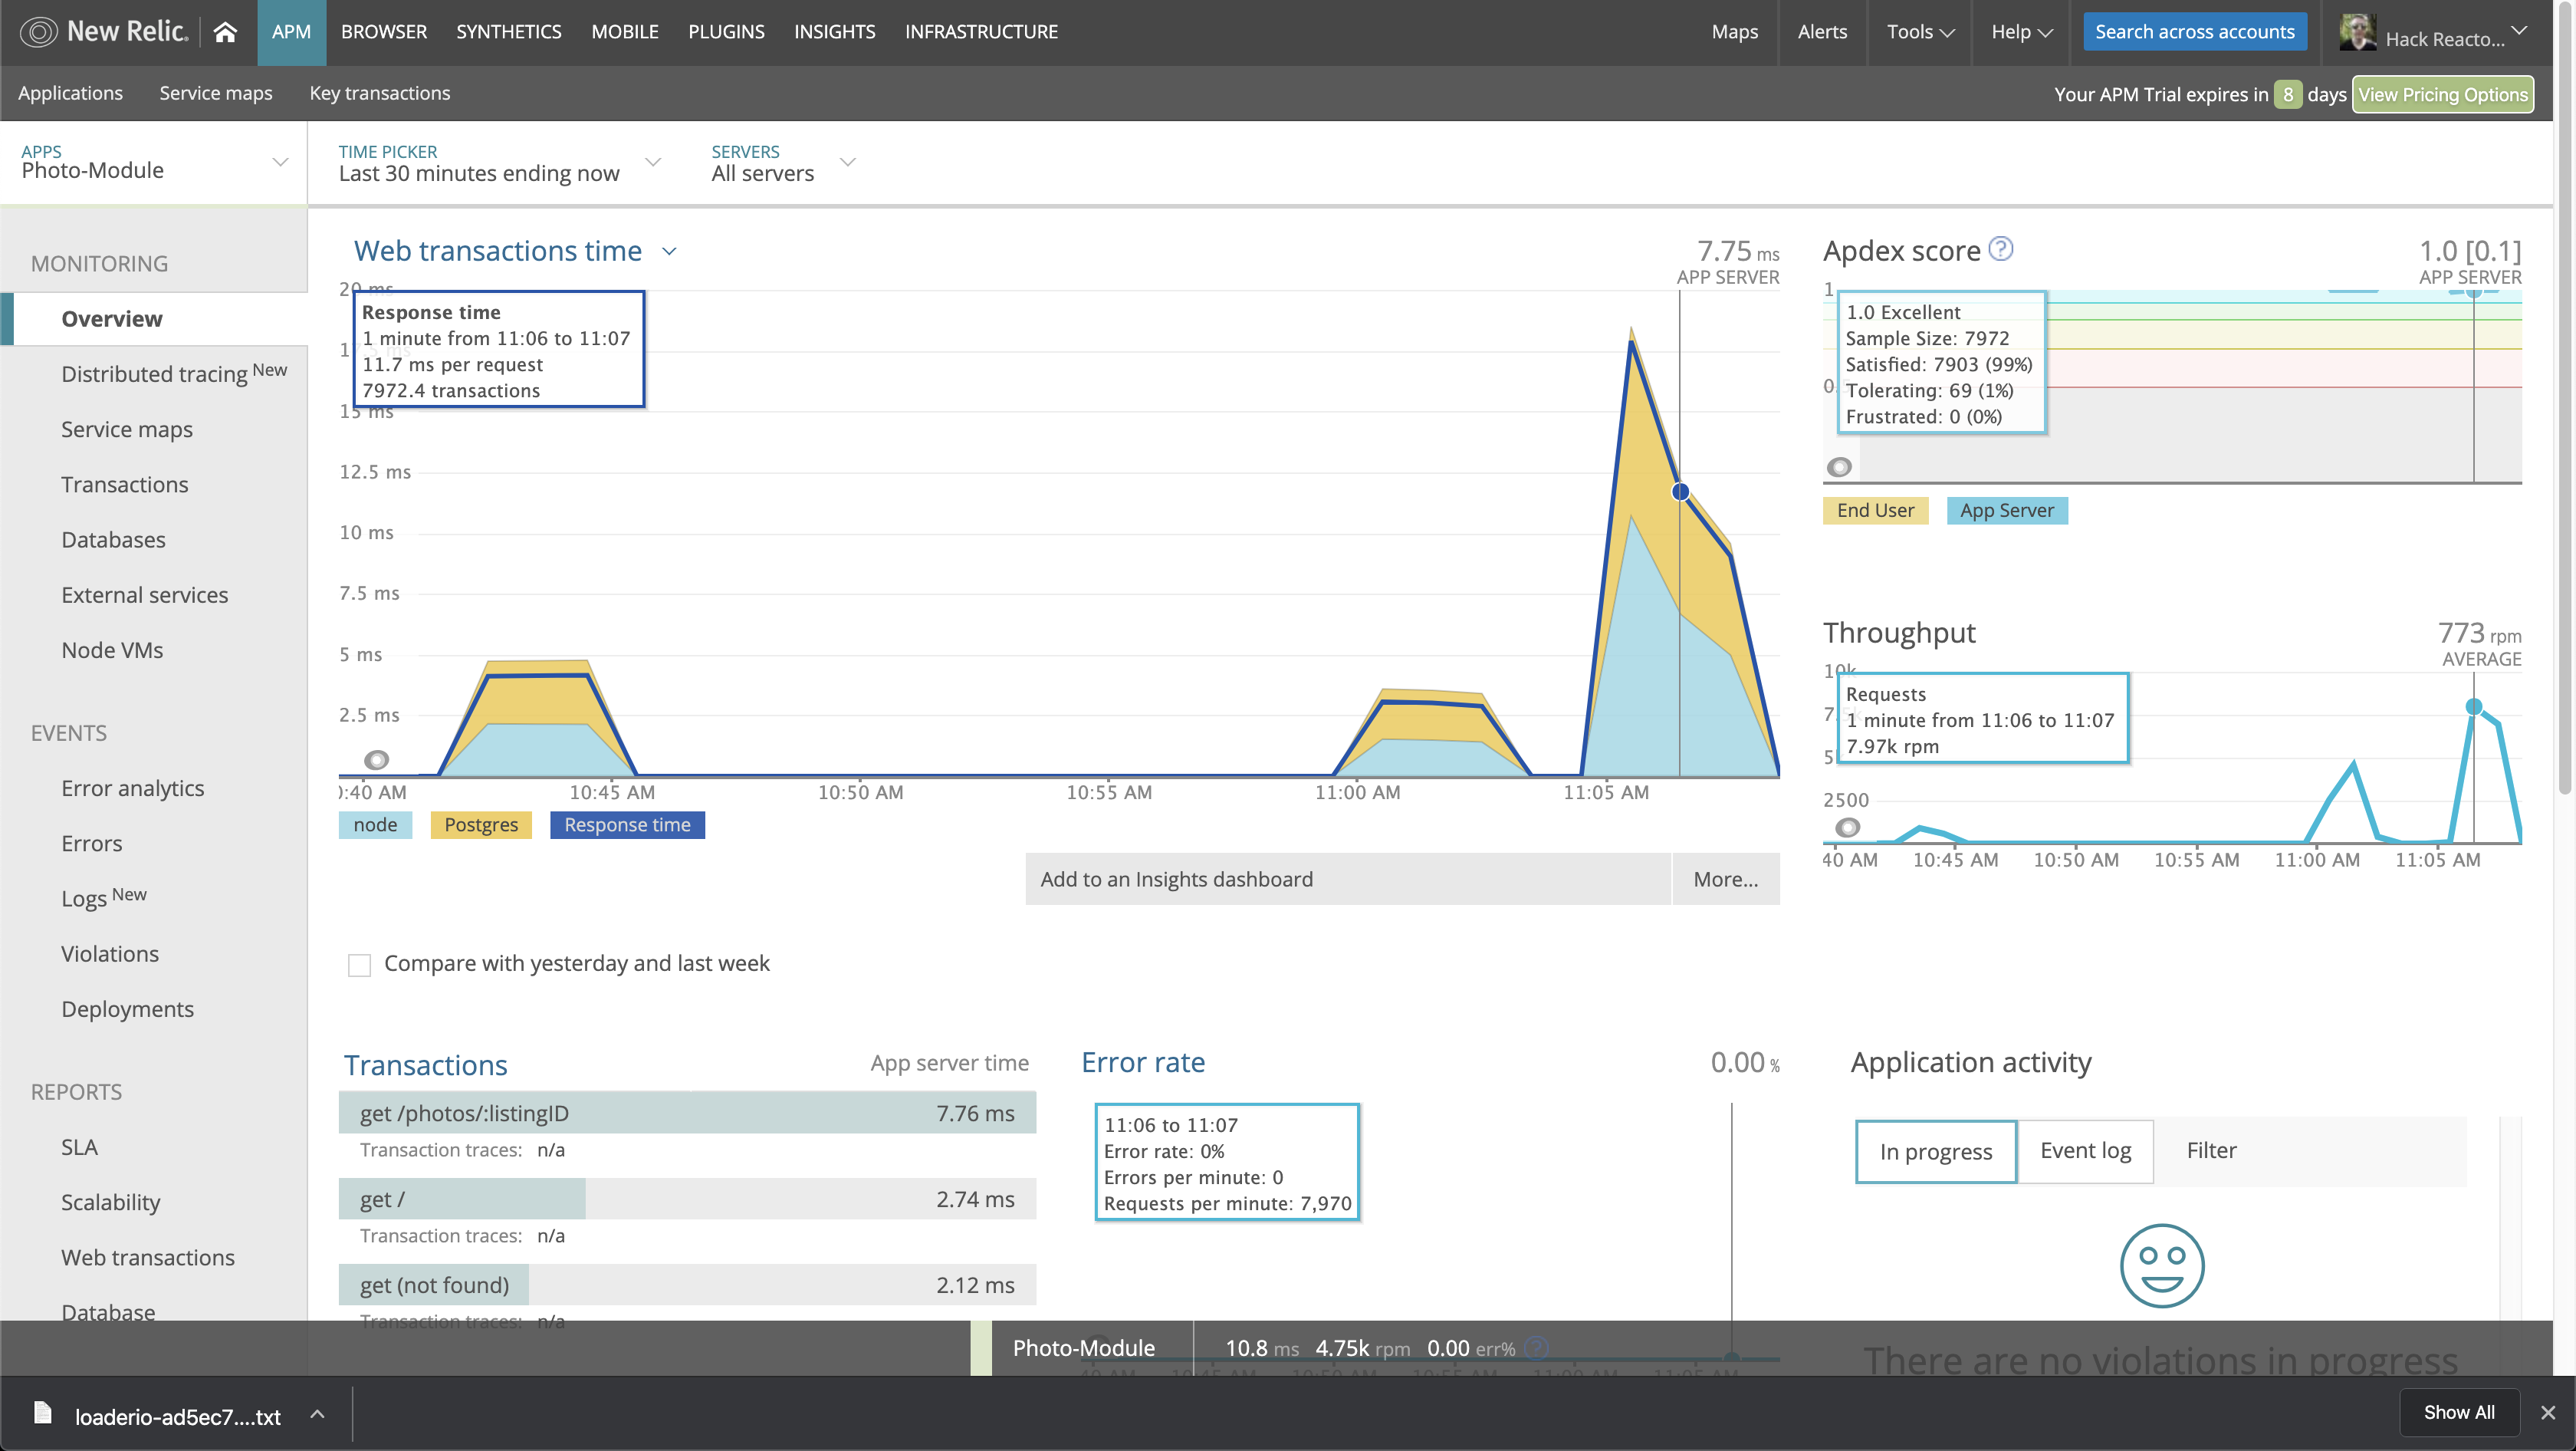 New Relic.
APM
BROWSER
SYNTHETICS
MOBILE
PLUGINS
INSIGHTS
INFRASTRUCTURE
Maps
Alerts
Tools
Help
Search across accounts
Hack Reacto...
Applications
Service maps
Key transactions
Your APM Trial expires in 8 days
View Pricing Options
APPS
Photo-Module
TIME PICKER
Last 30 minutes ending now
SERVERS
All servers
MONITORING
Overview
Distributed tracing New
Service maps
Transactions
Databases
External services
Node VMs
EVENTS
Error analytics
Errors
Logs New
Violations
Deployments
REPORTS
SLA
Scalability
Web transactions
Database
Web transactions time
7.75 ms
APP SERVER
20 ms
Response time
1 minute from 11:06 to 11:07
11.7 ms per request
7972.4 transactions
15 ms
12.5 ms
10 ms
7.5 ms
5 ms
2.5 ms
):40 AM
10:45 AM
10:50 AM
10:55 AM
11:00 AM
11:05 AM
node
Postgres
Response time
Add to an Insights dashboard
More...
Compare with yesterday and last week
Apdex score ?
1.0 [0.1]
APP SERVER
1
1.0 Excellent
Sample Size: 7972
Satisfied: 7903 (99%)
Tolerating: 69 (1%)
Frustrated: 0 (0%)
End User
App Server
Throughput
773 rpm
AVERAGE
10k
Requests
1 minute from 11:06 to 11:07
7.97k rpm
2500
40 AM
10:45 AM
10:50 AM
10:55 AM
11:00 AM
11:05 AM
Transactions
App server time
get /photos/:listingID
7.76 ms
Transaction traces: n/a
get /
2.74 ms
Transaction traces: n/a
get (not found)
2.12 ms
Transaction traces: n/a
Error rate
0.00 %
11:06 to 11:07
Error rate: 0%
Errors per minute: 0
Requests per minute: 7,970
Application activity
In progress
Event log
Filter
There are no violations in progress
Photo-Module
10.8 ms
4.75k rpm
0.00 err% ?
loaderio-ad5ec7....txt
Show All